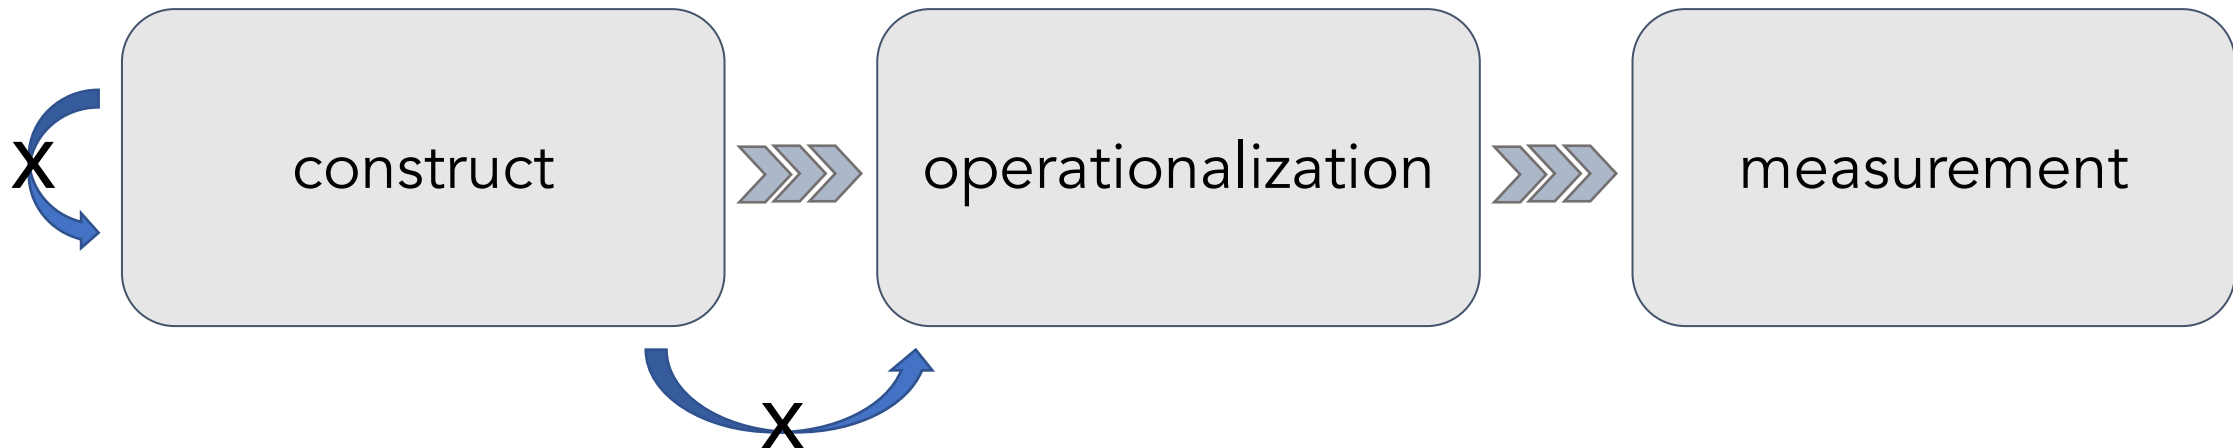 X
construct
operationalization
measurement
X